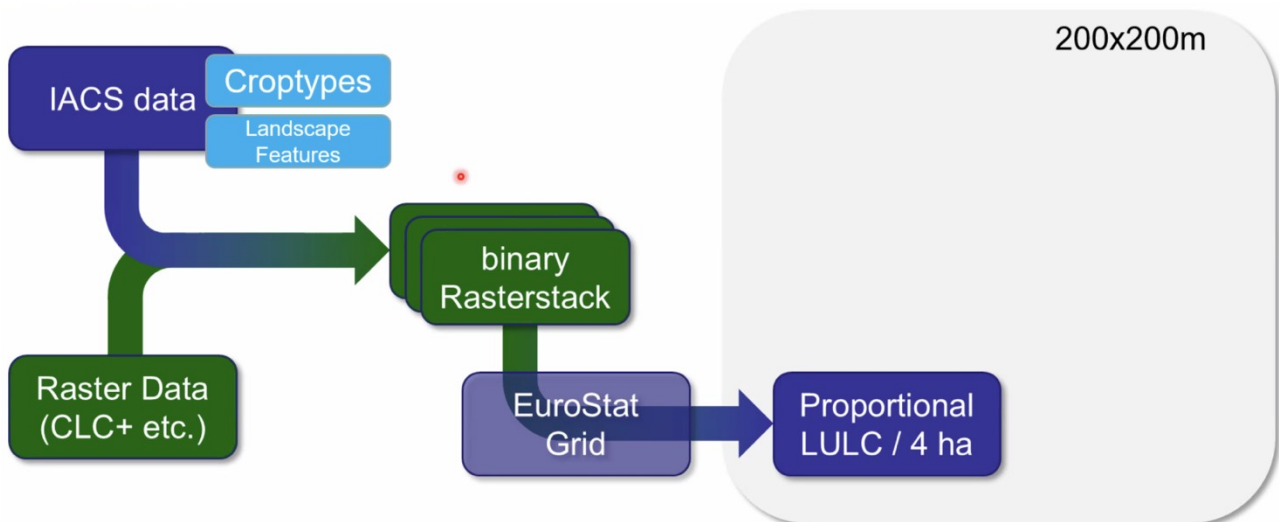 200x200m
IACS data
Croptypes
Landscape
Features
binary
Rasterstack
Raster Data
(CLC+ etc.)
EuroStat
Grid
Proportional
LULC / 4 ha